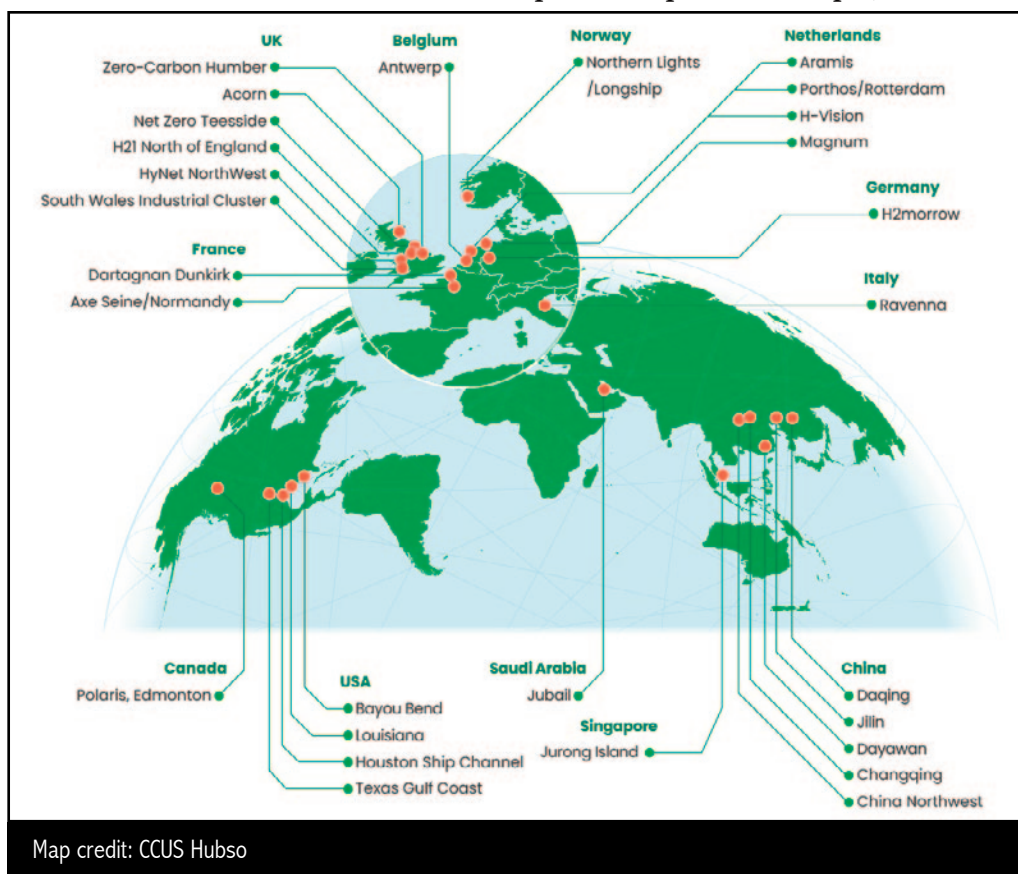 UK
Zero-Carbon Humber
Acorn
Net Zero Teesside
H21 North of England
HyNet NorthWest
South Wales Industrial Cluster
France
Dartagnan Dunkirk
Axe Seine/Normandy
Belgium
Antwerp
Norway
Northern Lights
/Longship
Netherlands
Aramis
Porthos/Rotterdam
H-Vision
Magnum
Germany
H2morrow
Italy
Ravenna
Canada
Polaris, Edmonton
USA
Bayou Bend
Louisiana
Houston Ship Channel
Texas Gulf Coast
Saudi Arabia
Jubail
Singapore
Jurong Island
China
Daqing
Jilin
Dayawan
Changqing
China Northwest
Map credit: CCUS Hubso